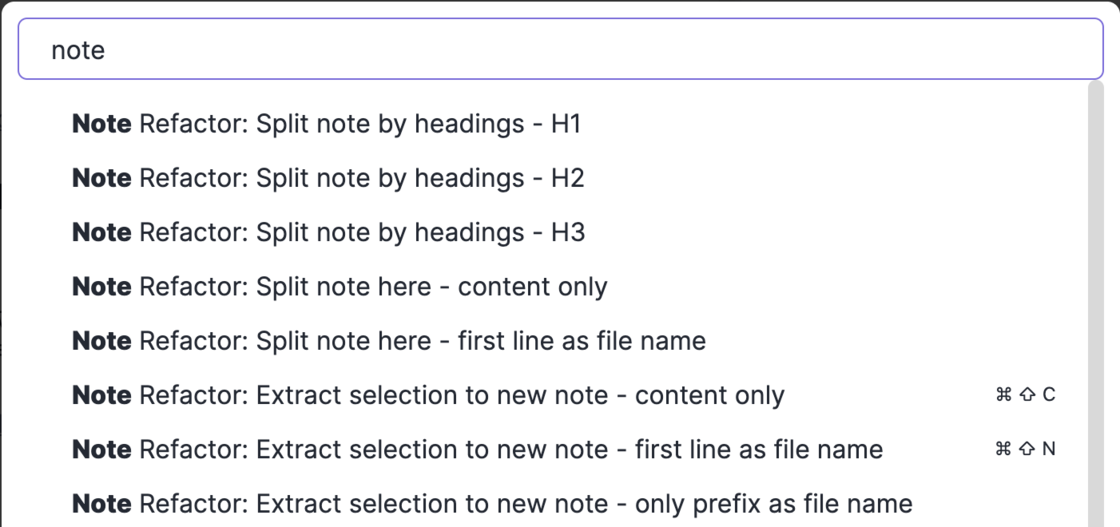 note
Note Refactor: Split note by headings - H1
Note Refactor: Split note by headings - H2
Note Refactor: Split note by headings - H3
Note Refactor: Split note here - content only
Note Refactor: Split note here - first line as file name
Note Refactor: Extract selection to new note - content only ⌘ ⇧ C
Note Refactor: Extract selection to new note - first line as file name ⌘ ⇧ N
Note Refactor: Extract selection to new note - only prefix as file name